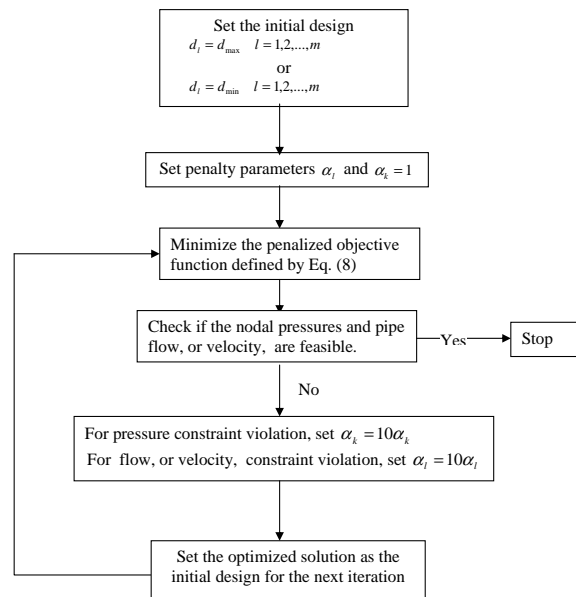 Set the initial design
d_l = d_max  l = 1,2,...,m
or
d_l = d_min  l = 1,2,...,m
Set penalty parameters α_l and α_k = 1
Minimize the penalized objective
function defined by Eq. (8)
Check if the nodal pressures and pipe
flow, or velocity, are feasible.
Yes
Stop
No
For pressure constraint violation, set α_k = 10α_k
For flow, or velocity, constraint violation, set α_l = 10α_l
Set the optimized solution as the
initial design for the next iteration